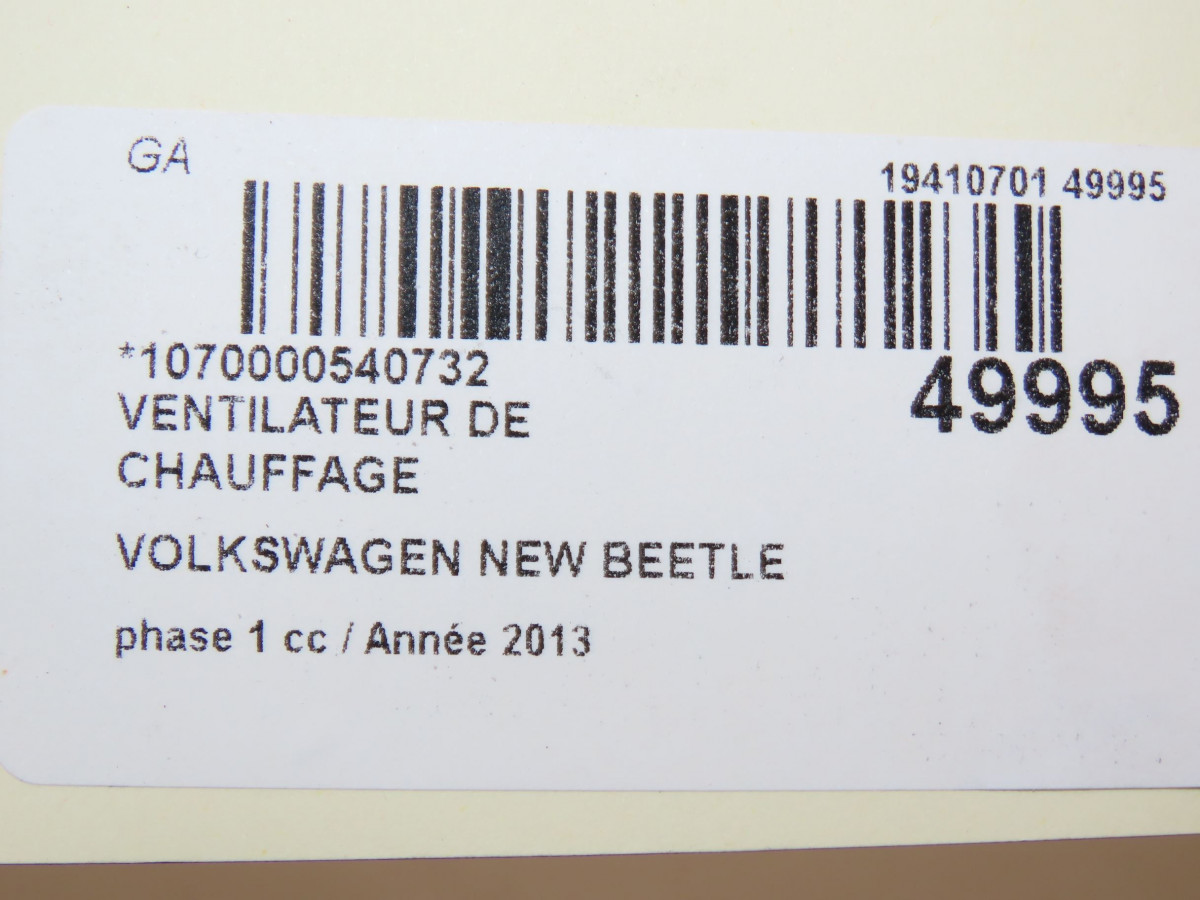 GA
19410701 49995
*1070000540732
49995
VENTILATEUR DE
CHAUFFAGE
VOLKSWAGEN NEW BEETLE
phase 1 cc / Année 2013